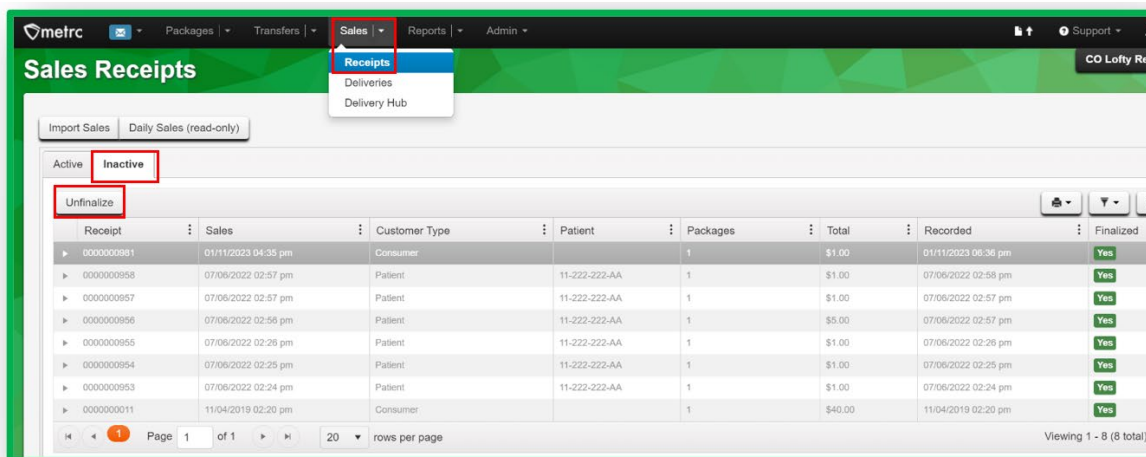 metrc Packages | Transfers | Sales | Reports | Admin Support
Sales Receipts
CO Lofty Re
Receipts
Deliveries
Delivery Hub
Import Sales Daily Sales (read-only)
Active Inactive
Unfinalize
Receipt Sales Customer Type Patient Packages Total Recorded Finalized
0000000981 01/11/2023 04:35 pm Consumer 1 $1.00 01/11/2023 06:36 pm Yes
0000000958 07/06/2022 02:57 pm Patient 11-222-222-AA 1 $1.00 07/06/2022 02:58 pm Yes
0000000957 07/06/2022 02:57 pm Patient 11-222-222-AA 1 $1.00 07/06/2022 02:57 pm Yes
0000000956 07/06/2022 02:56 pm Patient 11-222-222-AA 1 $5.00 07/06/2022 02:57 pm Yes
0000000955 07/06/2022 02:26 pm Patient 11-222-222-AA 1 $1.00 07/06/2022 02:26 pm Yes
0000000954 07/06/2022 02:25 pm Patient 11-222-222-AA 1 $1.00 07/06/2022 02:25 pm Yes
0000000953 07/06/2022 02:24 pm Patient 11-222-222-AA 1 $1.00 07/06/2022 02:24 pm Yes
0000000011 11/04/2019 02:20 pm Consumer 1 $40.00 11/04/2019 02:20 pm Yes
1 Page 1 of 1 20 rows per page Viewing 1 - 8 (8 total)